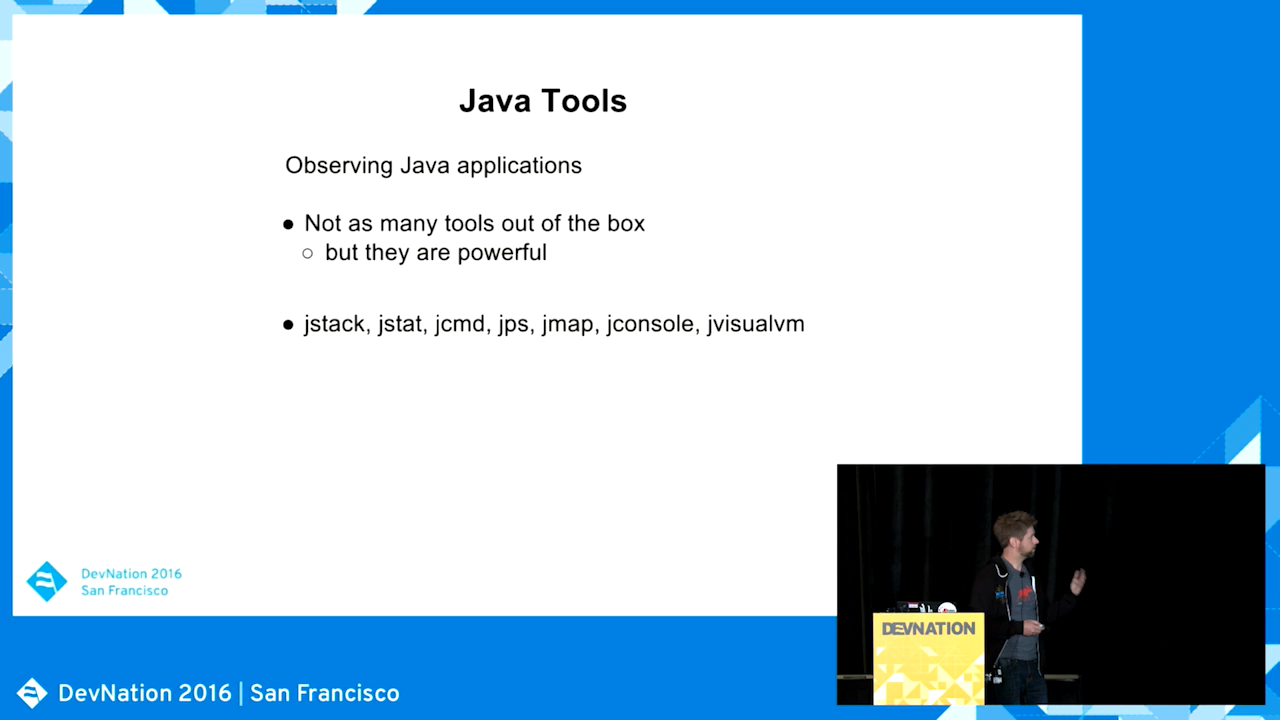 Java Tools
Observing Java applications
● Not as many tools out of the box
○ but they are powerful
● jstack, jstat, jcmd, jps, jmap, jconsole, jvisualvm
DevNation 2016
San Francisco
DEVNATION
DevNation 2016 | San Francisco